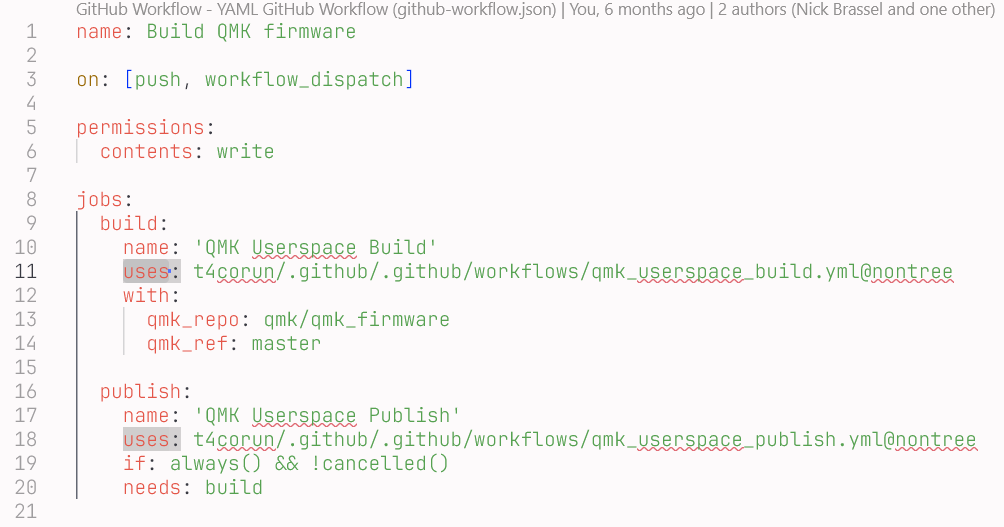 GitHub Workflow - YAML GitHub Workflow (github-workflow.json) | You, 6 months ago | 2 authors (Nick Brassel and one other)
1 name: Build QMK firmware
2
3 on: [push, workflow_dispatch]
4
5 permissions:
6   contents: write
7
8 jobs:
9   build:
10     name: 'QMK Userspace Build'
11     uses: t4corun/.github/.github/workflows/qmk_userspace_build.yml@nontree
12     with:
13       qmk_repo: qmk/qmk_firmware
14       qmk_ref: master
15
16   publish:
17     name: 'QMK Userspace Publish'
18     uses: t4corun/.github/.github/workflows/qmk_userspace_publish.yml@nontree
19     if: always() && !cancelled()
20     needs: build
21